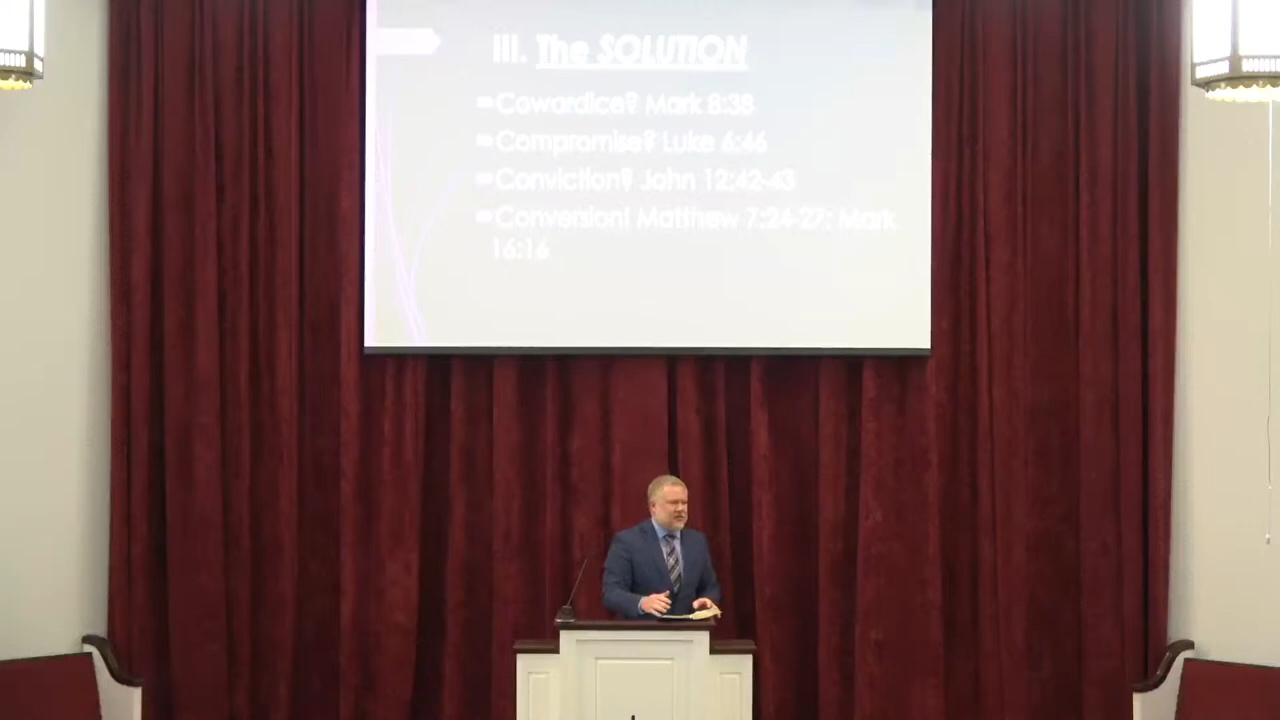 III. The SOLUTION
Cowardice? Mark 8:38
Compromise? Luke 6:46
Conviction? John 12:42-43
Conversion! Matthew 7:24-27; Mark
16:16